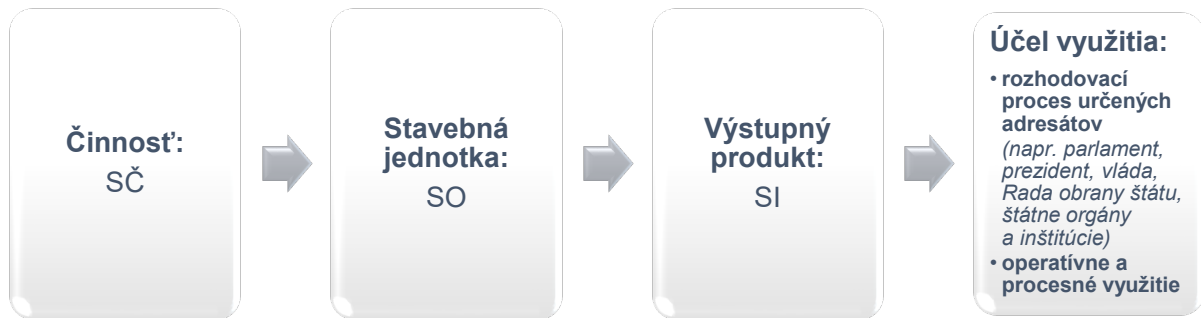 Činnosť:
SČ
Stavebná
jednotka:
SO
Výstupný
produkt:
SI
Účel využitia:
• rozhodovací
proces určených
adresátov
(napr. parlament,
prezident, vláda,
Rada obrany štátu,
štátne orgány
a inštitúcie)
• operatívne a
procesné využitie